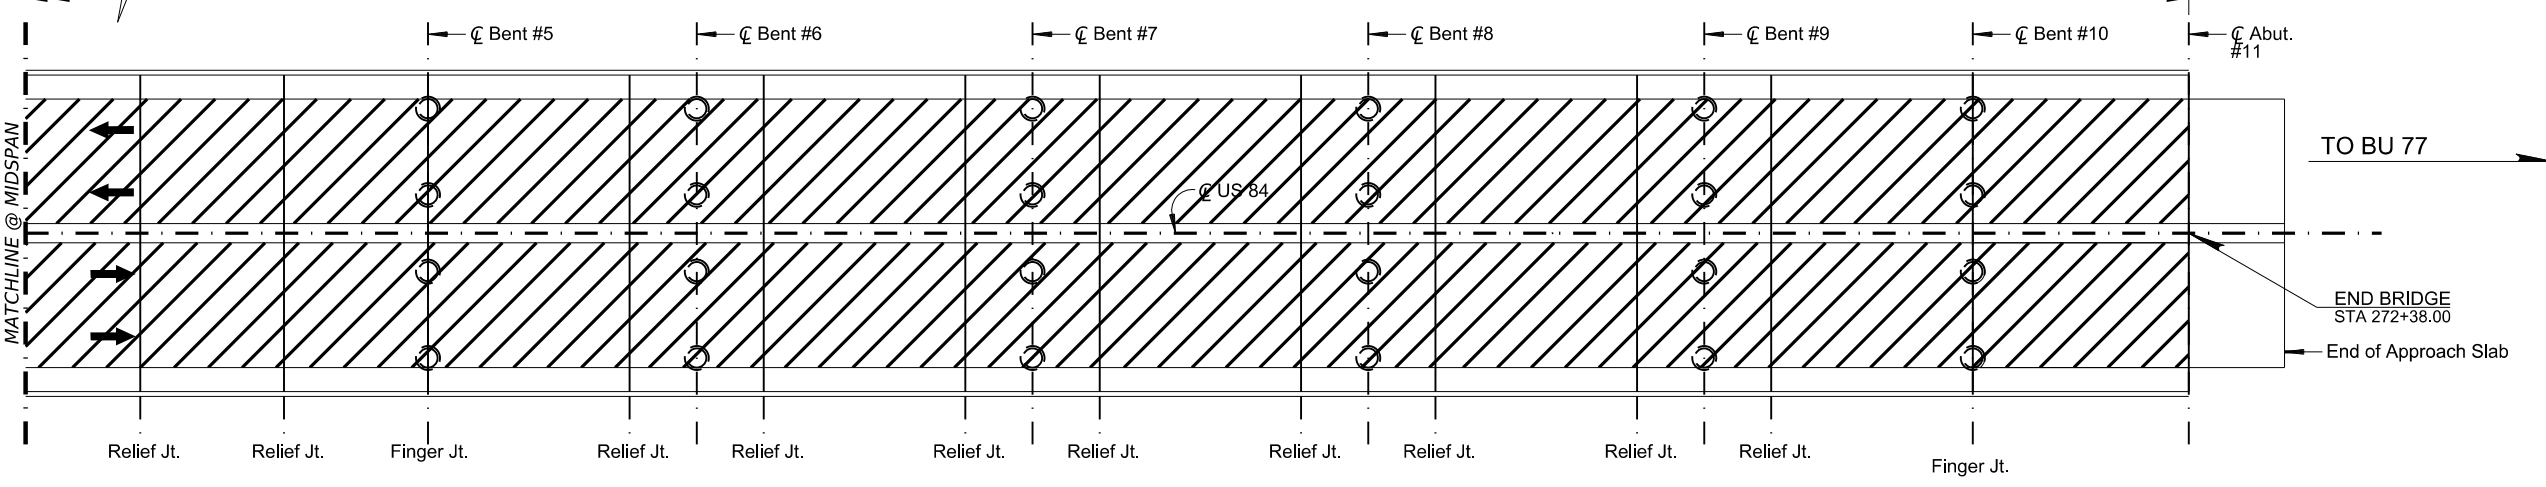 ℄ Bent #5
℄ Bent #6
℄ Bent #7
℄ Bent #8
℄ Bent #9
℄ Bent #10
℄ Abut.
#11
MATCHLINE @ MIDSPAN
TO BU 77
℄ US 84
END BRIDGE
STA 272+38.00
End of Approach Slab
Relief Jt.
Relief Jt.
Finger Jt.
Relief Jt.
Relief Jt.
Relief Jt.
Relief Jt.
Relief Jt.
Relief Jt.
Relief Jt.
Relief Jt.
Finger Jt.